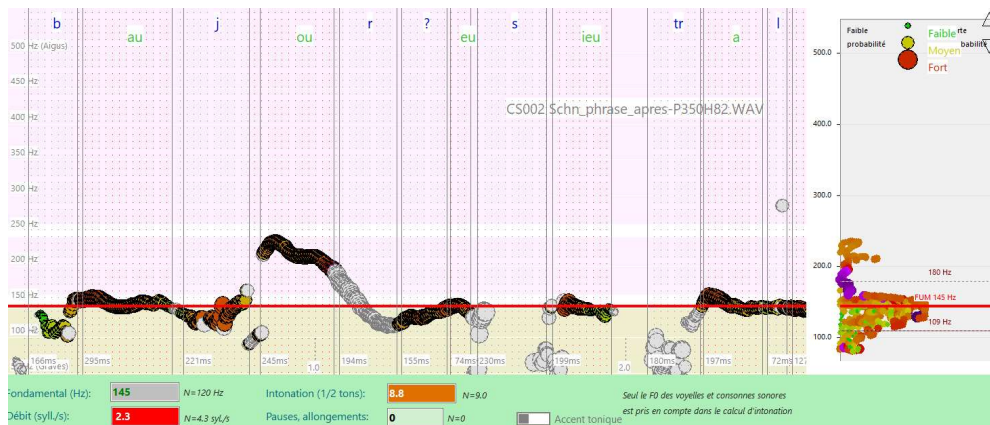 b au j ou r ? eu s ieu tr a l
500 Hz (Aigus)
450 Hz
400 Hz
350 Hz
300 Hz
250 Hz
200 Hz
150 Hz
100 Hz
Hz (Graves)
CS002 Schn_phrase_apres-P350H82.WAV
166ms 295ms 221ms 245ms 194ms 155ms 74ms 230ms 199ms 180ms 197ms 72ms 127
1.0 2.0
Faible
probabilité
Faible
Moyen
Fort
rte
babilité
500.0
400.0
300.0
200.0
100.0
180 Hz
FUM 145 Hz
109 Hz
Fondamental (Hz): 145 N=120 Hz Intonation (1/2 tons): 8.8 N=9.0
Débit (syll./s): 2.3 N=4.3 syl./s Pauses, allongements: 0 N=0 Accent tonique
Seul le F0 des voyelles et consonnes sonores
est pris en compte dans le calcul d'intonation